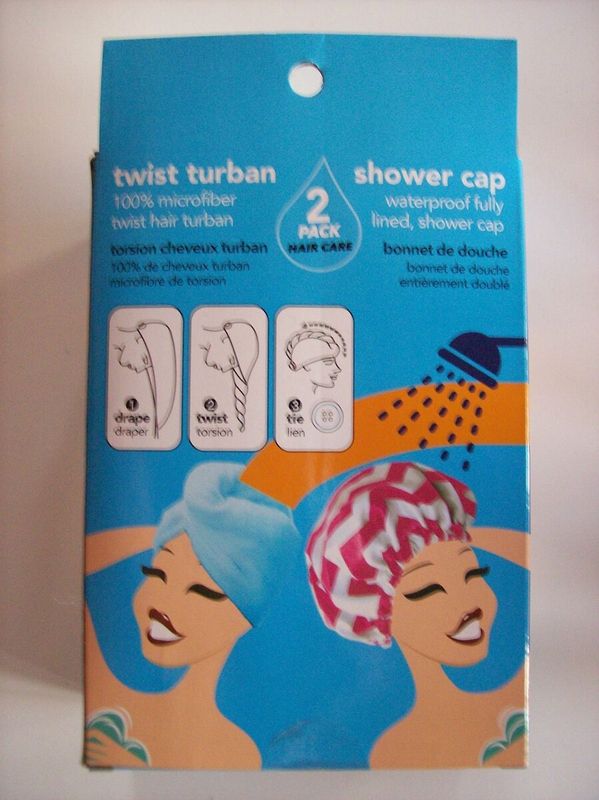 twist turban
100% microfiber
twist hair turban
torsion cheveux turban
100% de cheveux turban
microfibre de torsion
2
PACK
HAIR CARE
shower cap
waterproof fully
lined, shower cap
bonnet de douche
bonnet de douche
entièrement doublé
1
drape
draper
2
twist
torsion
3
tie
lien